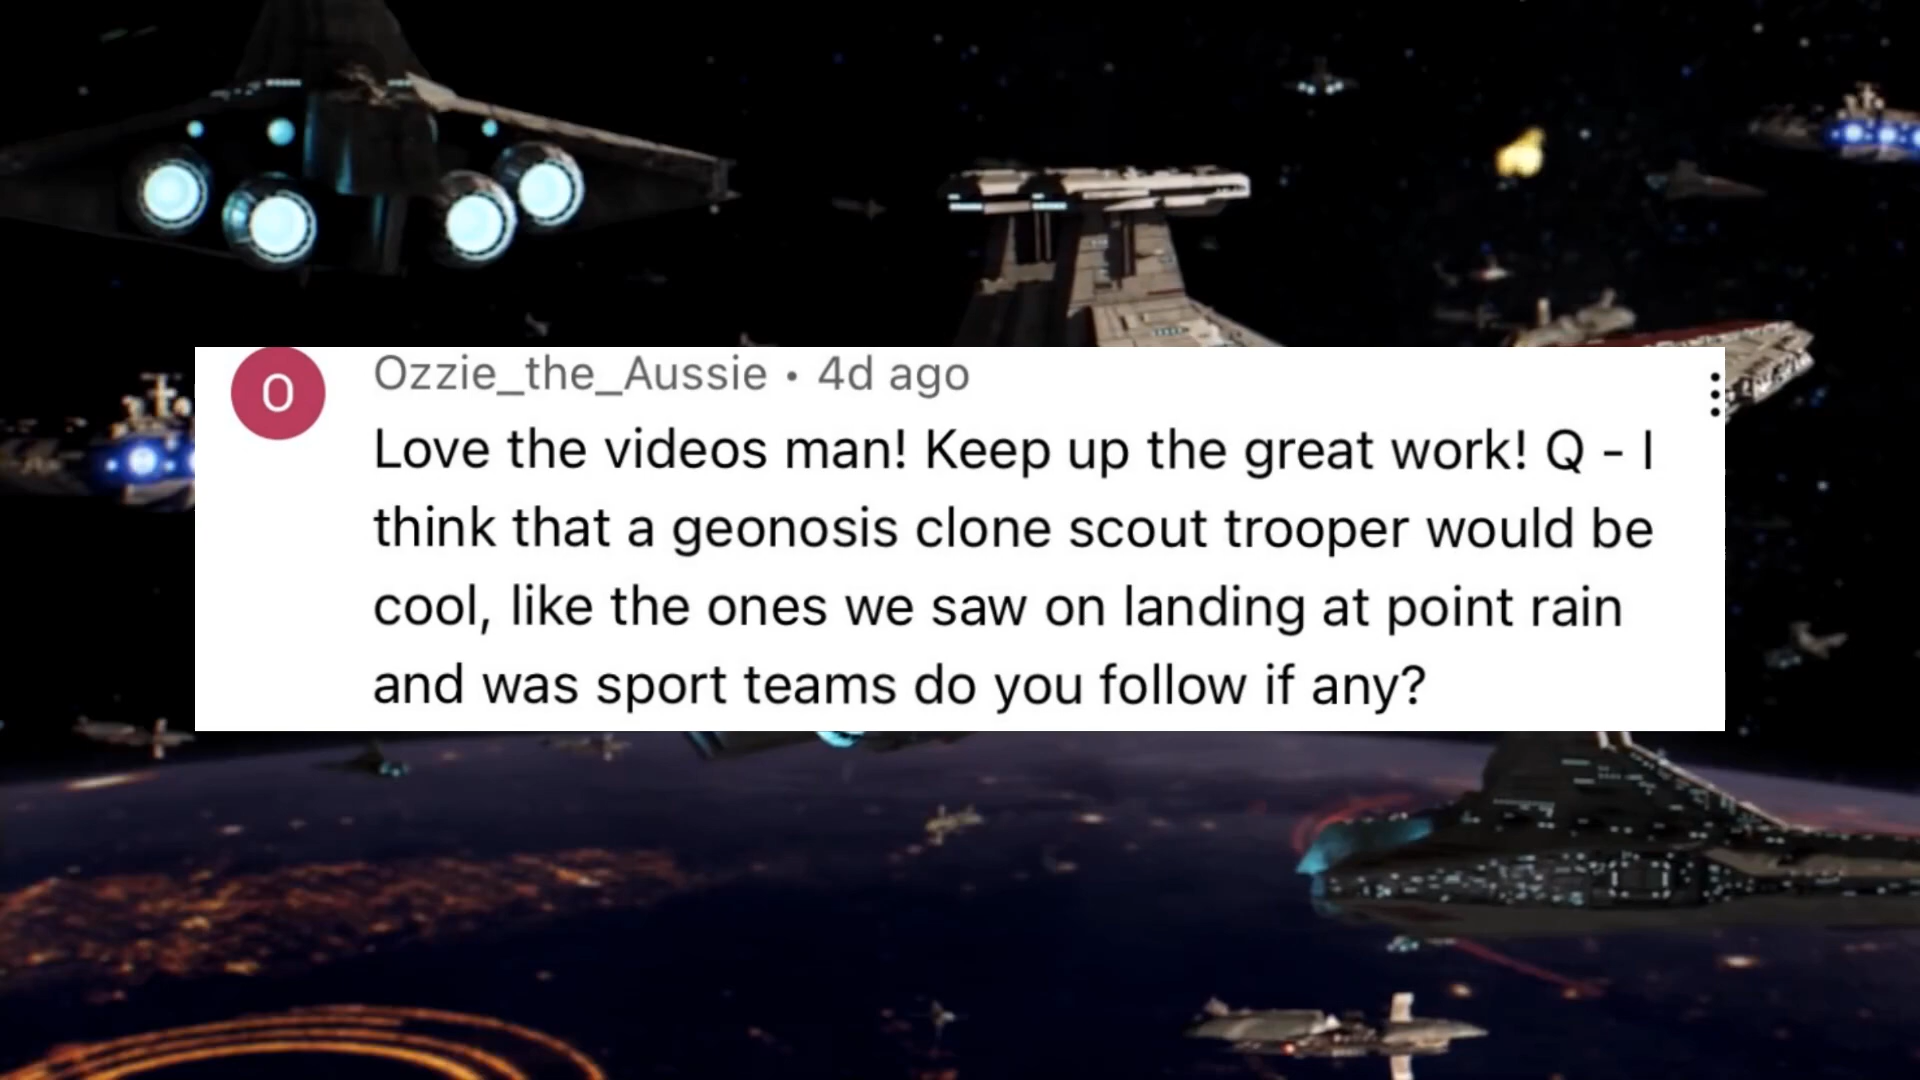 O
Ozzie_the_Aussie • 4d ago
Love the videos man! Keep up the great work! Q - I
think that a geonosis clone scout trooper would be
cool, like the ones we saw on landing at point rain
and was sport teams do you follow if any?